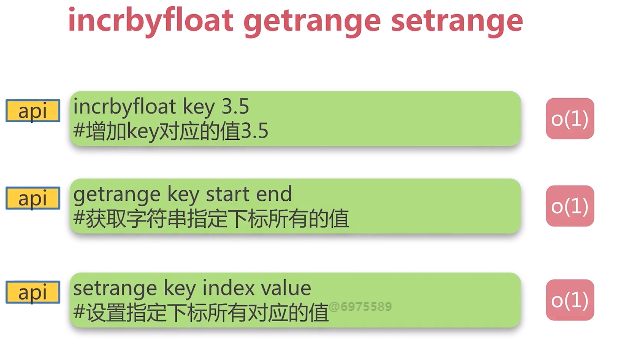 incrbyfloat getrange setrange
api
incrbyfloat key 3.5
#增加key对应的值3.5
o(1)
api
getrange key start end
#获取字符串指定下标所有的值
o(1)
api
setrange key index value
#设置指定下标所有对应的值
@6975589
o(1)